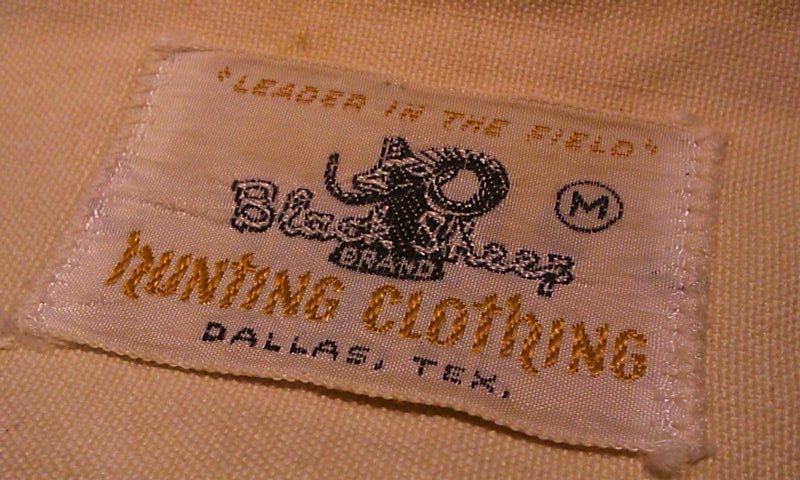 "LEADER IN THE FIELD"
Black Sheep
M
BRAND
HUNTING CLOTHING
DALLAS, TEX.